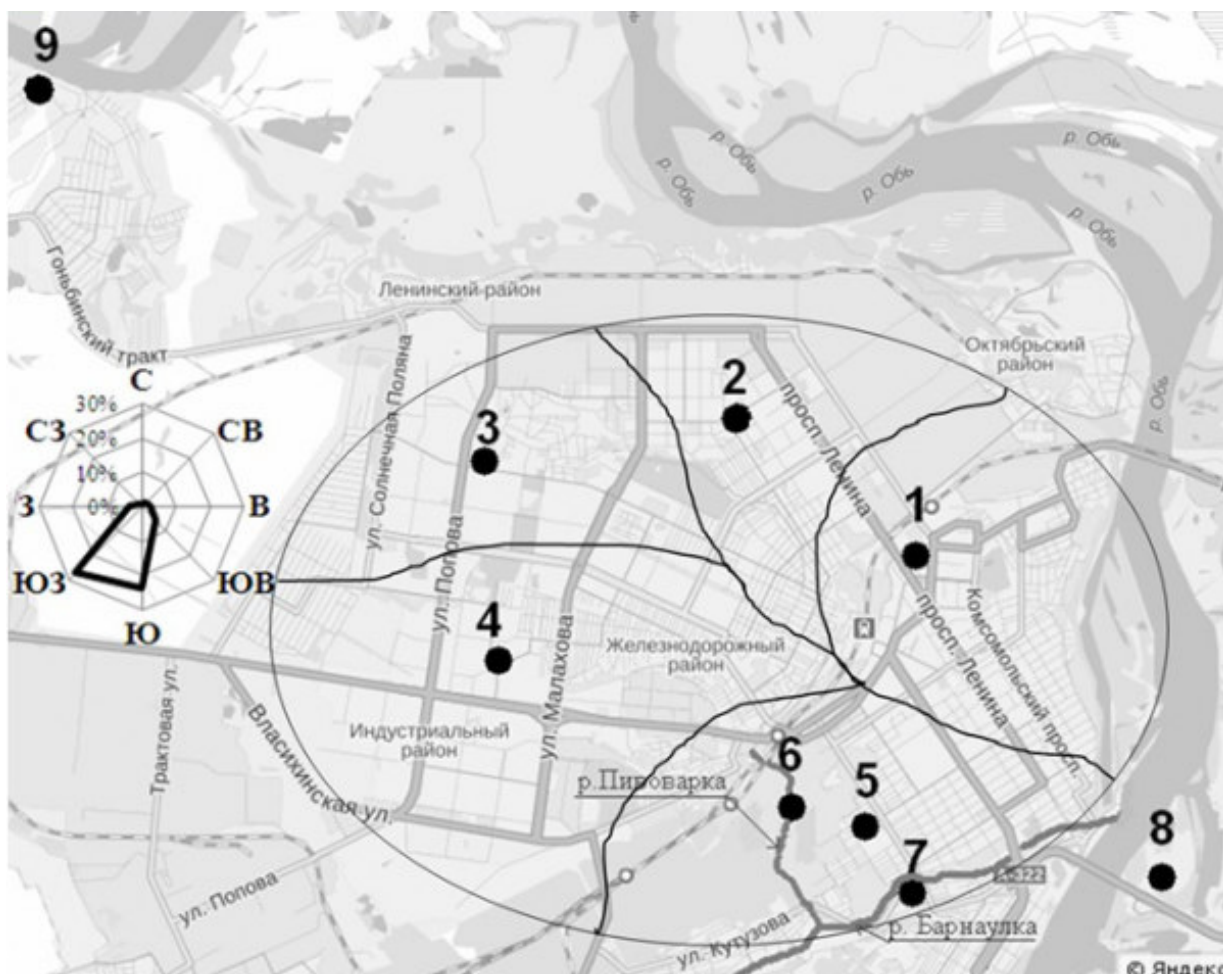 9
р. Обь
р. Обь
р. Обь
р. Обь
р. Обь
р. Обь
р. Обь
Гоньбинский тракт
Ленинский район
Октябрьский
район
С
30%
20%
10%
0%
СЗ
СВ
З
В
ЮЗ
ЮВ
Ю
ул. Солнечная Поляна
2
просп. Ленина
3
1
ул. Попова
4
ул. Малахова
Железнодорожный
район
просп. Ленина
Комсомольский просп.
Индустриальный
район
Трактовая ул.
Власихинская ул.
р.Пивоварка
6
5
7
8
ул. Попова
ул. Кутузова
р. Барнаулка
© Яндекс